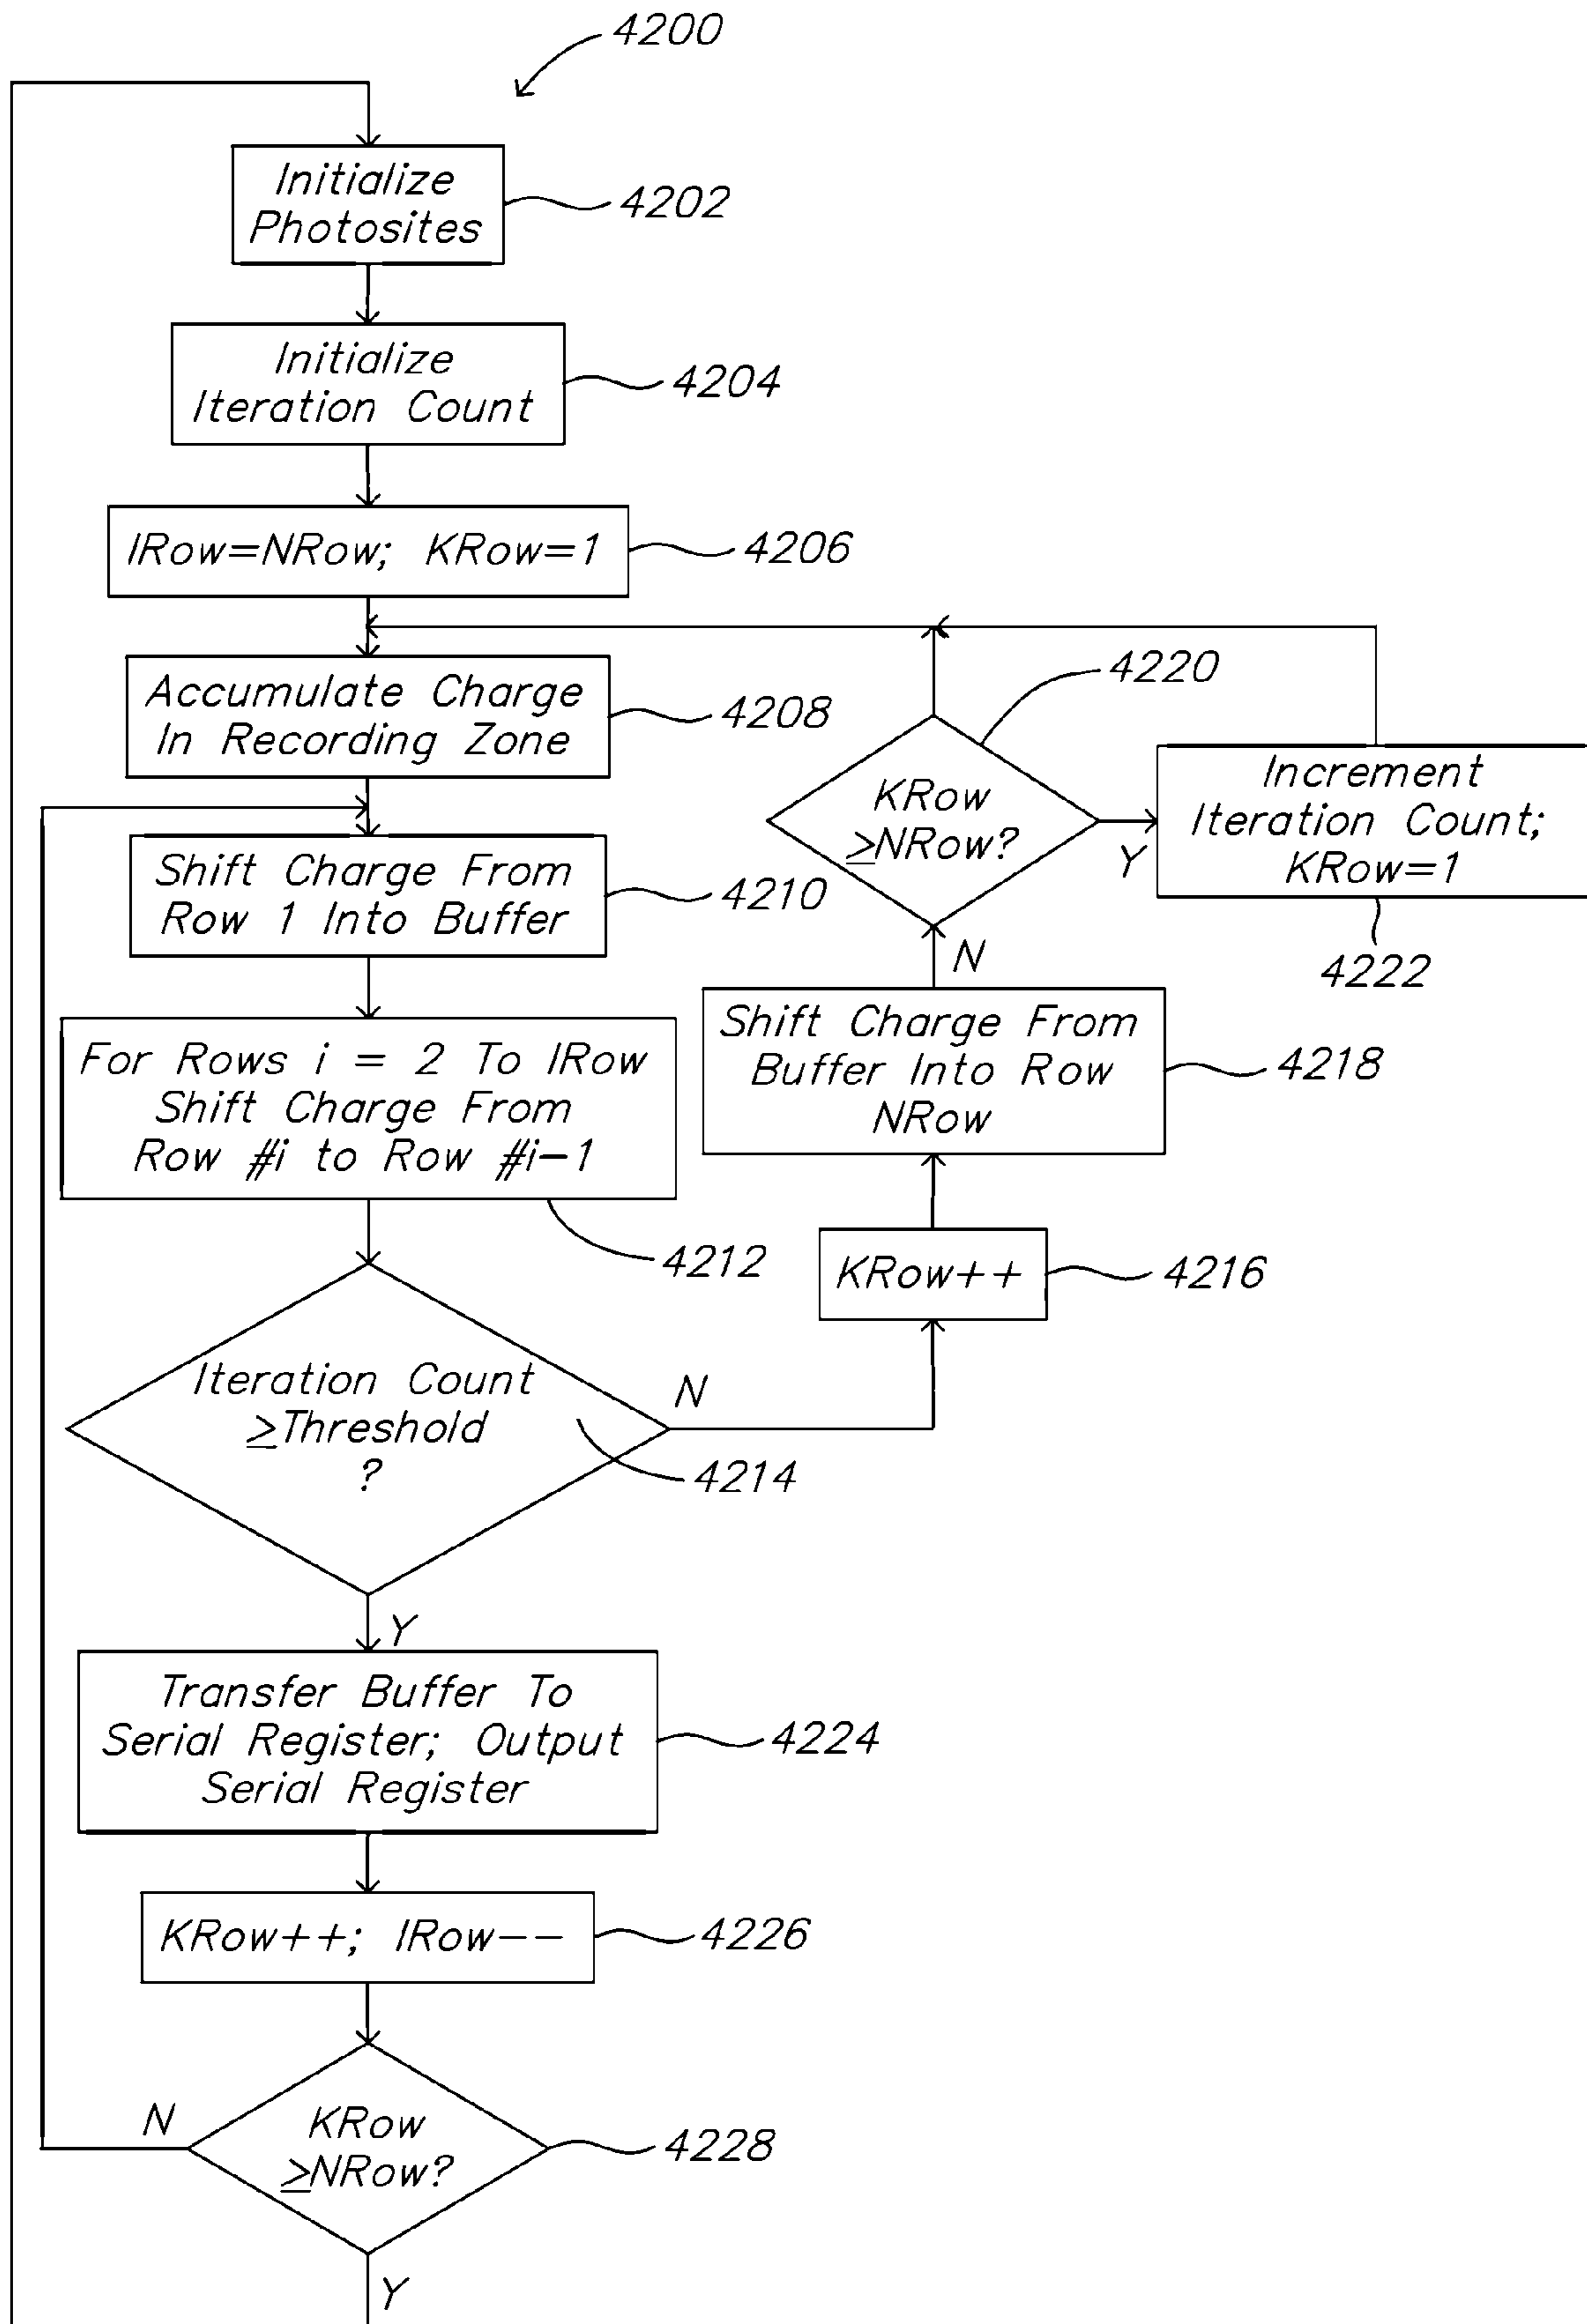 4200
Initialize
Photosites
4202
Initialize
Iteration Count
4204
IRow=NRow; KRow=1
4206
Accumulate Charge
In Recording Zone
4208
Shift Charge From
Row 1 Into Buffer
4210
For Rows i = 2 To IRow
Shift Charge From
Row #i to Row #i-1
4212
Iteration Count
≥Threshold
?
4214
N
KRow++
4216
Shift Charge From
Buffer Into Row
NRow
4218
N
KRow
≥NRow?
4220
Y
Increment
Iteration Count;
KRow=1
4222
Y
Transfer Buffer To
Serial Register; Output
Serial Register
4224
KRow++; IRow--
4226
KRow
≥NRow?
4228
N
Y